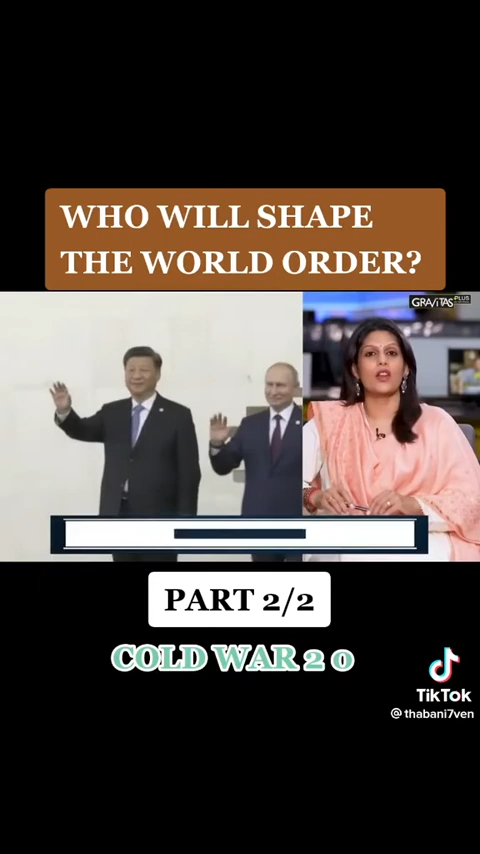 WHO WILL SHAPE
THE WORLD ORDER?
GRAVITAS PLUS
PART 2/2
COLD WAR 2 0
TikTok
@thabani7ven